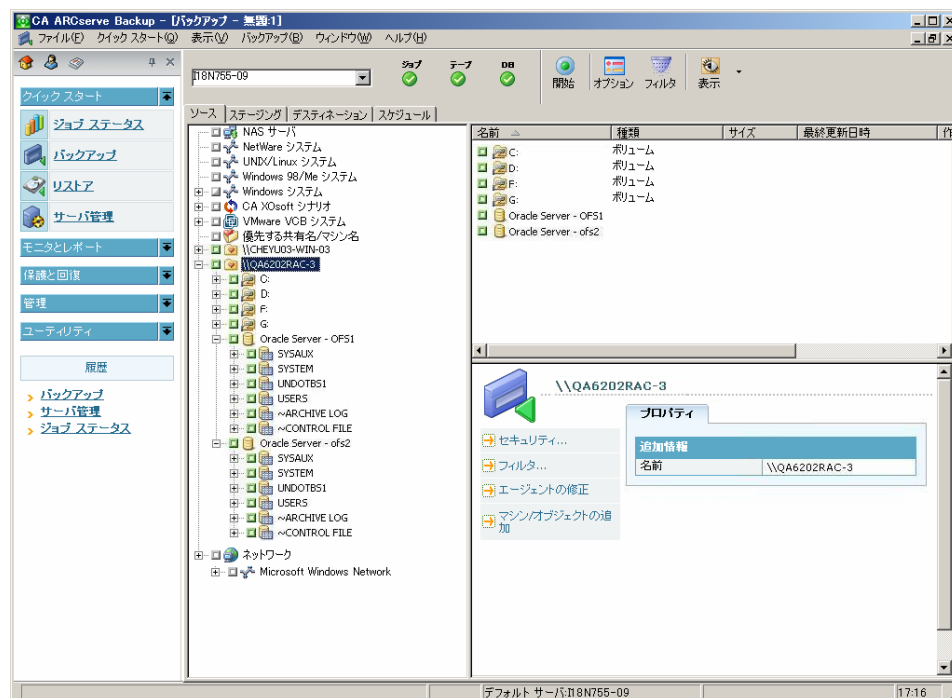 CA ARCserve Backup - [バックアップ - 無題:1]
ファイル(F) クイック スタート(Q) 表示(V) バックアップ(B) ウィンドウ(W) ヘルプ(H)
I18N755-09
ジョブ テープ DB
開始 オプション フィルタ 表示
クイック スタート
ジョブ ステータス
バックアップ
リストア
サーバ管理
モニタとレポート
保護と回復
管理
ユーティリティ
履歴
バックアップ
サーバ管理
ジョブ ステータス
ソース ステージング デスティネーション スケジュール
NAS サーバ
NetWare システム
UNIX/Linux システム
Windows 98/Me システム
Windows システム
CA XOsoft シナリオ
VMware VCB システム
優先する共有名/マシン名
\\CHEYU03-WIN-03
\\QA6202RAC-3
C:
D:
F:
G:
Oracle Server - OFS1
SYSAUX
SYSTEM
UNDOTBS1
USERS
~ARCHIVE LOG
~CONTROL FILE
Oracle Server - ofs2
SYSAUX
SYSTEM
UNDOTBS1
USERS
~ARCHIVE LOG
~CONTROL FILE
ネットワーク
Microsoft Windows Network
名前 種類 サイズ 最終更新日時 作
C: ボリューム
D: ボリューム
F: ボリューム
G: ボリューム
Oracle Server - OFS1
Oracle Server - ofs2
\\QA6202RAC-3
セキュリティ...
フィルタ...
エージェントの修正
マシン/オブジェクトの追加
プロパティ
追加情報
名前 \\QA6202RAC-3
デフォルト サーバ:I18N755-09 17:16